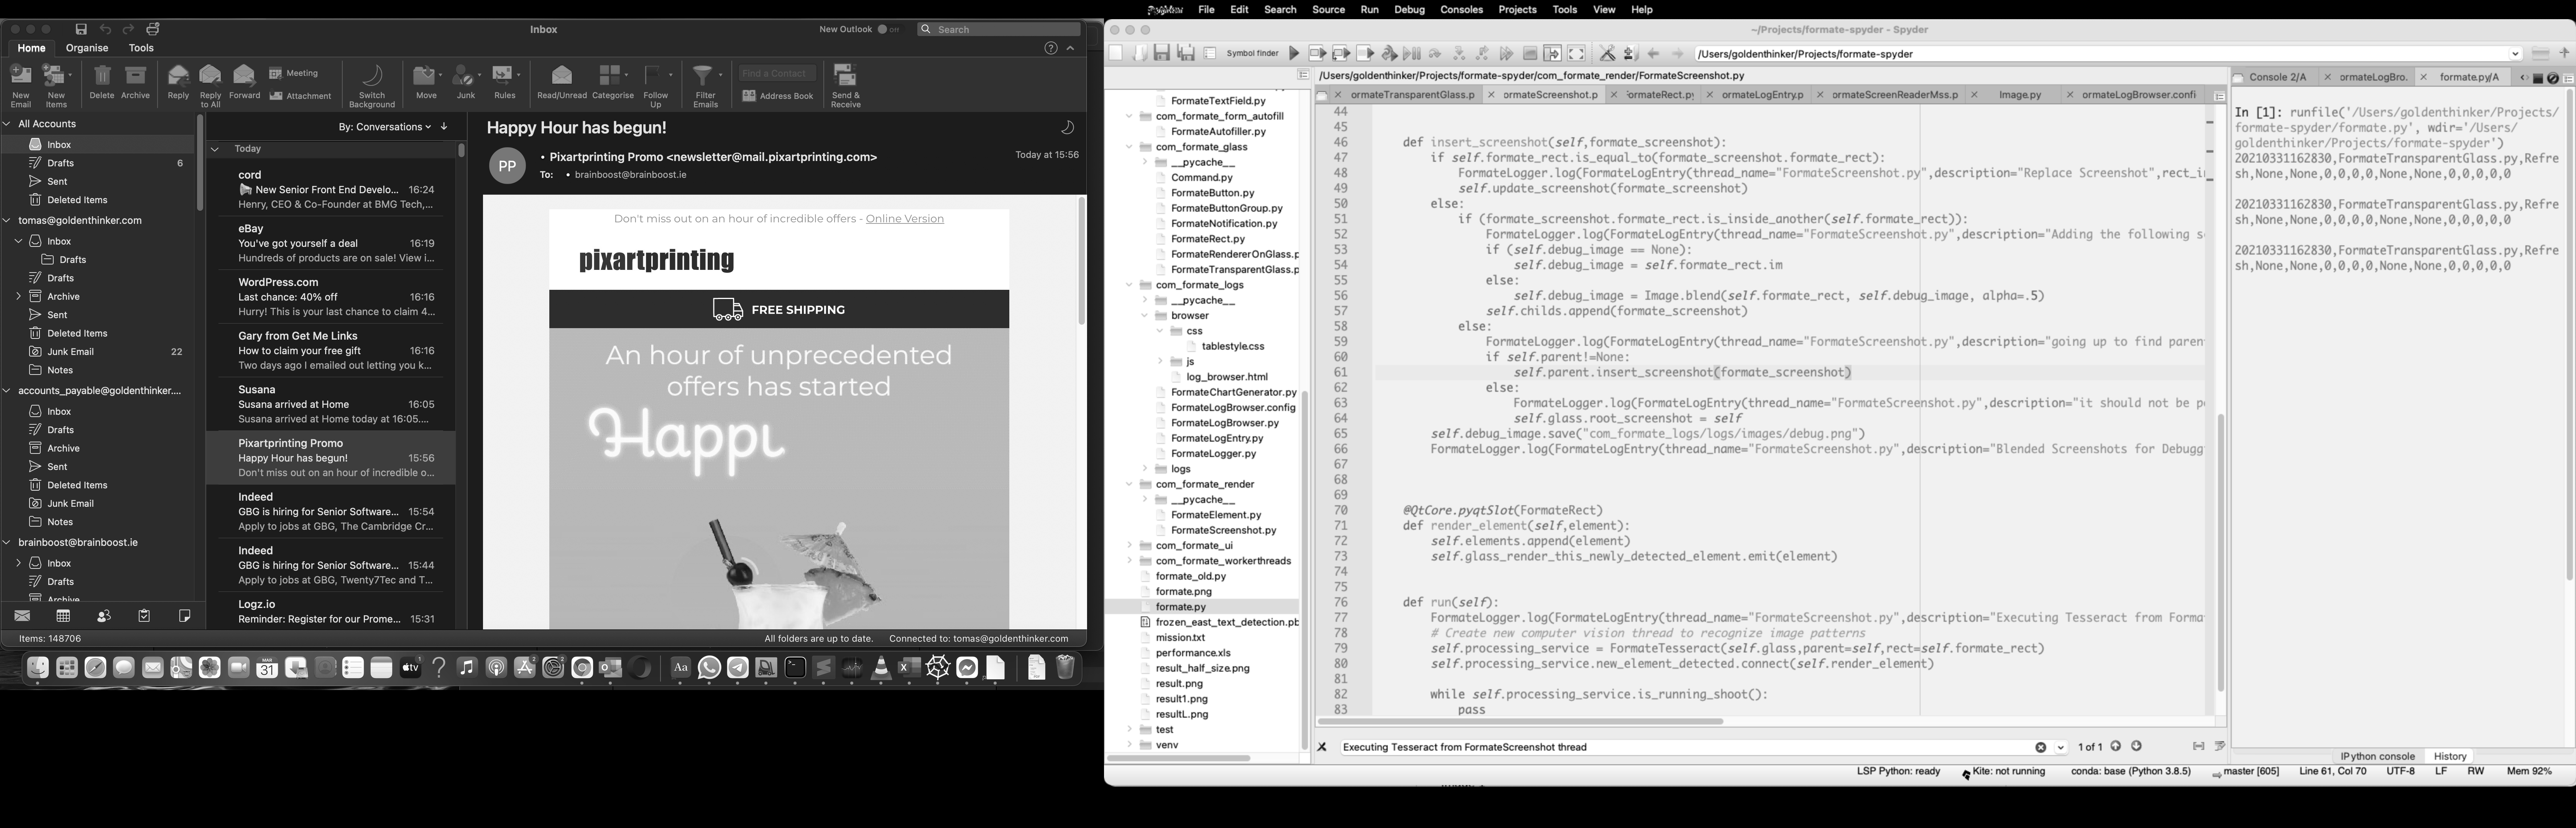 Inbox
New Outlook
Off
Search
Home
Organise
Tools
New Email
New Items
Delete
Archive
Reply
Reply to All
Forward
Meeting
Attachment
Switch Background
Move
Junk
Rules
Read/Unread
Categorise
Follow Up
Filter Emails
Find a Contact
Address Book
Send & Receive
All Accounts
Inbox
Drafts 6
Sent
Deleted Items
tomas@goldenthinker.com
Inbox
Drafts
Drafts
Archive
Sent
Deleted Items
Junk Email 22
Notes
accounts_payable@goldenthinker....
Inbox
Drafts
Archive
Sent
Deleted Items
Junk Email
Notes
brainboost@brainboost.ie
Inbox
Drafts
Archive
By: Conversations
Today
cord
New Senior Front End Develo... 16:24
Henry, CEO & Co-Founder at BMG Tech,...
eBay
You've got yourself a deal 16:19
Hundreds of products are on sale! View i...
WordPress.com
Last chance: 40% off 16:16
Hurry! This is your last chance to claim 4...
Gary from Get Me Links
How to claim your free gift 16:16
Two days ago I emailed out letting you k...
Susana
Susana arrived at Home 16:05
Susana arrived at Home today at 16:05....
Pixartprinting Promo
Happy Hour has begun! 15:56
Don't miss out on an hour of incredible o...
Indeed
GBG is hiring for Senior Software... 15:54
Apply to jobs at GBG, The Cambridge Cr...
Indeed
GBG is hiring for Senior Software... 15:44
Apply to jobs at GBG, Twenty7Tec and T...
Logz.io
Reminder: Register for our Prome... 15:31
Happy Hour has begun!
PP
• Pixartprinting Promo <newsletter@mail.pixartprinting.com>
Today at 15:56
To: • brainboost@brainboost.ie
Don't miss out on an hour of incredible offers - Online Version
pixartprinting
FREE SHIPPING
An hour of unprecedented
offers has started
Items: 148706
All folders are up to date.
Connected to: tomas@goldenthinker.com
MAR 31
tv
Aa
File Edit Search Source Run Debug Consoles Projects Tools View Help
~/Projects/formate-spyder - Spyder
Symbol finder
/Users/goldenthinker/Projects/formate-spyder
/Users/goldenthinker/Projects/formate-spyder/com_formate_render/FormateScreenshot.py
FormateTextField.py
com_formate_form_autofill
FormateAutofiller.py
com_formate_glass
__pycache__
Command.py
FormateButton.py
FormateButtonGroup.py
FormateNotification.py
FormateRect.py
FormateRendererOnGlass.p
FormateTransparentGlass.p
com_formate_logs
__pycache__
browser
css
tablestyle.css
js
log_browser.html
FormateChartGenerator.py
FormateLogBrowser.config
FormateLogBrowser.py
FormateLogEntry.py
FormateLogger.py
logs
com_formate_render
__pycache__
FormateElement.py
FormateScreenshot.py
com_formate_ui
com_formate_workerthreads
formate_old.py
formate.png
formate.py
frozen_east_text_detection.pb
mission.txt
performance.xls
result_half_size.png
result.png
result1.png
resultL.png
test
venv
ormateTransparentGlass.p
ormateScreenshot.p
ormateRect.py
ormateLogEntry.p
ormateScreenReaderMss.p
Image.py
ormateLogBrowser.confi
44
45
46 def insert_screenshot(self,formate_screenshot):
47 if self.formate_rect.is_equal_to(formate_screenshot.formate_rect):
48 FormateLogger.log(FormateLogEntry(thread_name="FormateScreenshot.py",description="Replace Screenshot",rect_i
49 self.update_screenshot(formate_screenshot)
50 else:
51 if (formate_screenshot.formate_rect.is_inside_another(self.formate_rect)):
52 FormateLogger.log(FormateLogEntry(thread_name="FormateScreenshot.py",description="Adding the following s
53 if (self.debug_image == None):
54 self.debug_image = self.formate_rect.im
55 else:
56 self.debug_image = Image.blend(self.formate_rect, self.debug_image, alpha=.5)
57 self.childs.append(formate_screenshot)
58 else:
59 FormateLogger.log(FormateLogEntry(thread_name="FormateScreenshot.py",description="going up to find paren
60 if self.parent!=None:
61 self.parent.insert_screenshot(formate_screenshot)
62 else:
63 FormateLogger.log(FormateLogEntry(thread_name="FormateScreenshot.py",description="it should not be p
64 self.glass.root_screenshot = self
65 self.debug_image.save("com_formate_logs/logs/images/debug.png")
66 FormateLogger.log(FormateLogEntry(thread_name="FormateScreenshot.py",description="Blended Screenshots for Debugg
67
68
69
70 @QtCore.pyqtSlot(FormateRect)
71 def render_element(self,element):
72 self.elements.append(element)
73 self.glass_render_this_newly_detected_element.emit(element)
74
75
76 def run(self):
77 FormateLogger.log(FormateLogEntry(thread_name="FormateScreenshot.py",description="Executing Tesseract from Forma
78 # Create new computer vision thread to recognize image patterns
79 self.processing_service = FormateTesseract(self.glass,parent=self,rect=self.formate_rect)
80 self.processing_service.new_element_detected.connect(self.render_element)
81
82 while self.processing_service.is_running_shoot():
83 pass
Executing Tesseract from FormateScreenshot thread
1 of 1
Console 2/A
ormateLogBro.
formate.py/A
In [1]: runfile('/Users/goldenthinker/Projects/
formate-spyder/formate.py', wdir='/Users/
goldenthinker/Projects/formate-spyder')
20210331162830,FormateTransparentGlass.py,Refre
sh,None,None,0,0,0,0,None,None,0,0,0,0,0
20210331162830,FormateTransparentGlass.py,Refre
sh,None,None,0,0,0,0,None,None,0,0,0,0,0
20210331162830,FormateTransparentGlass.py,Refre
sh,None,None,0,0,0,0,None,None,0,0,0,0,0
IPython console
History
LSP Python: ready
Kite: not running
conda: base (Python 3.8.5)
master [605]
Line 61, Col 70
UTF-8
LF
RW
Mem 92%